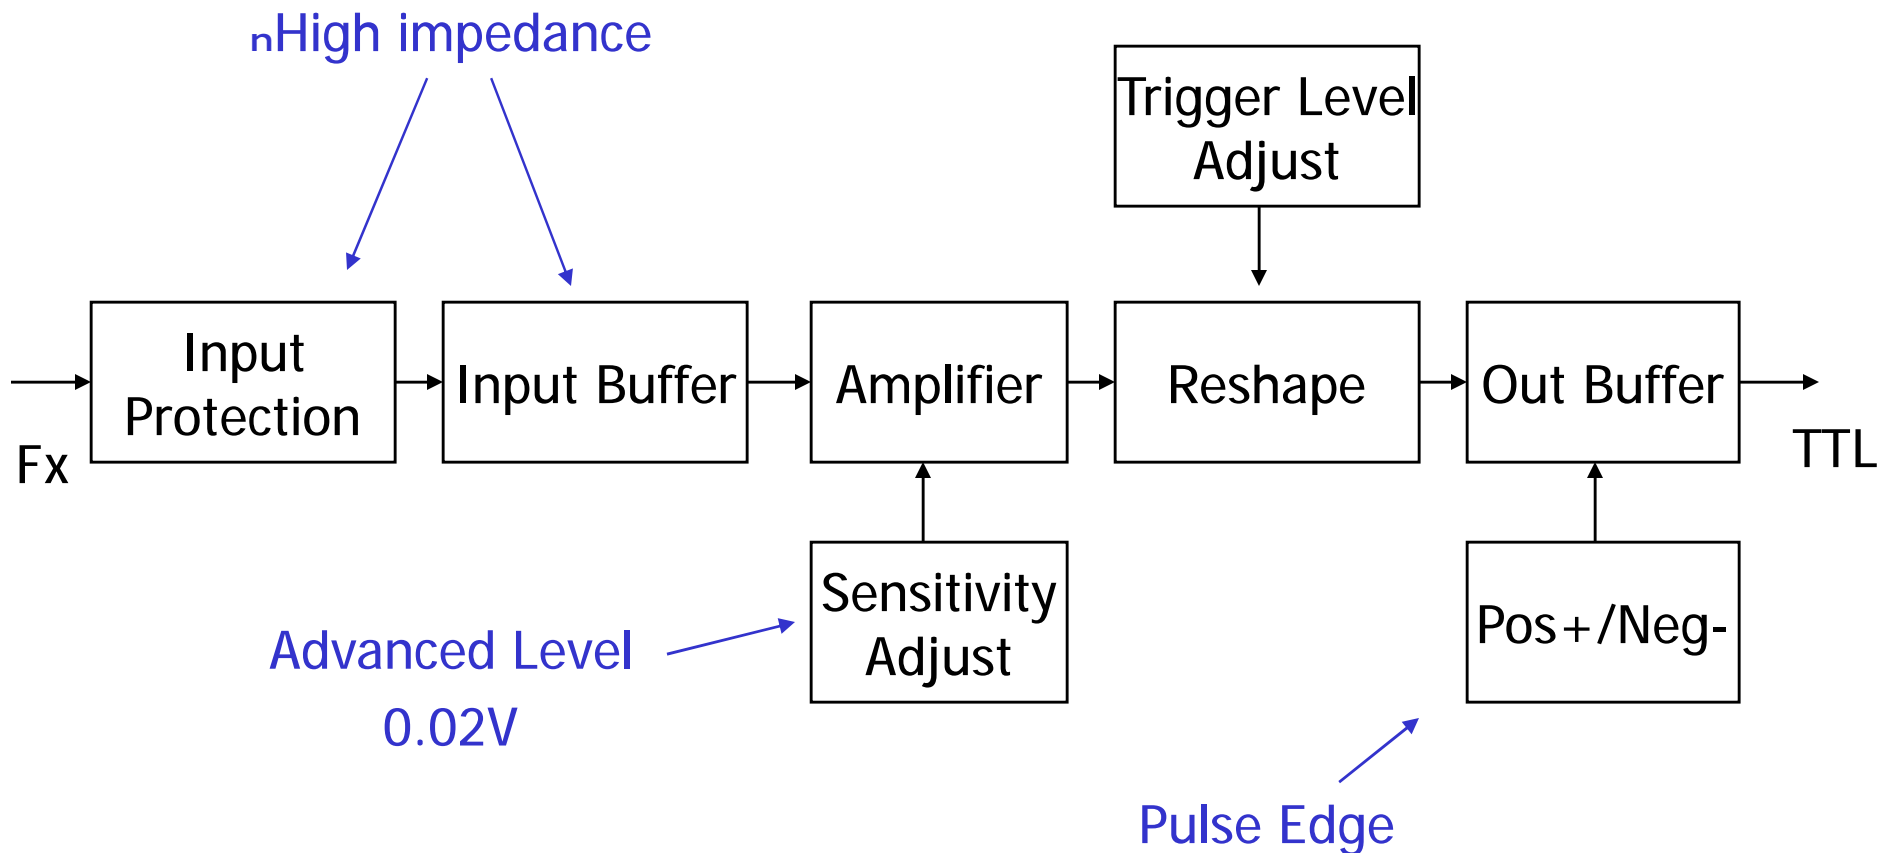 nHigh impedance
Trigger Level
Adjust
Input
Protection
Input Buffer
Amplifier
Reshape
Out Buffer
Fx
TTL
Sensitivity
Adjust
Pos+/Neg-
Advanced Level
0.02V
Pulse Edge